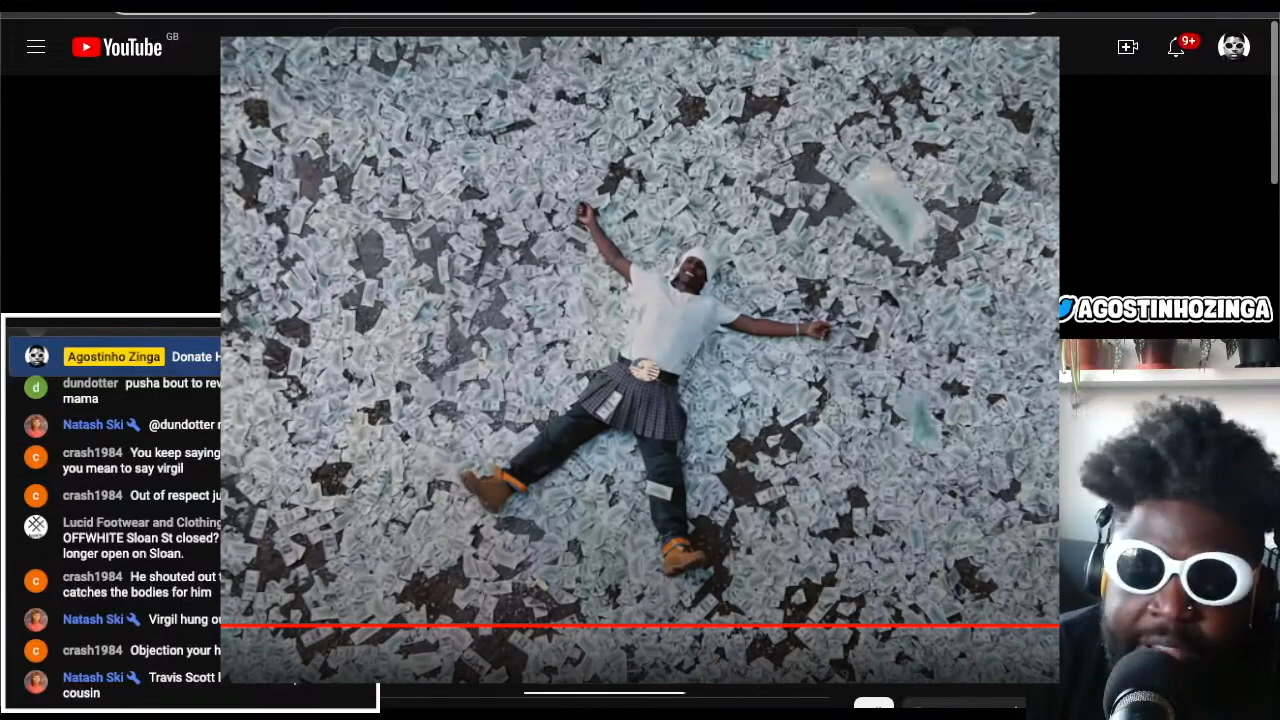 YouTube
GB
9+
AGOSTINHOZINGA
Agostinho Zinga Donate
dundotter pusha bout to
mama
Natash Ski @dundotter
crash1984 You keep saying
you mean to say virgil
crash1984 Out of respect
Lucid Footwear and Clothing
OFFWHITE Sloan St closed?
longer open on Sloan.
crash1984 He shouted out
catches the bodies for him
Natash Ski Virgil hung
crash1984 Objection your
Natash Ski Travis Scott
cousin